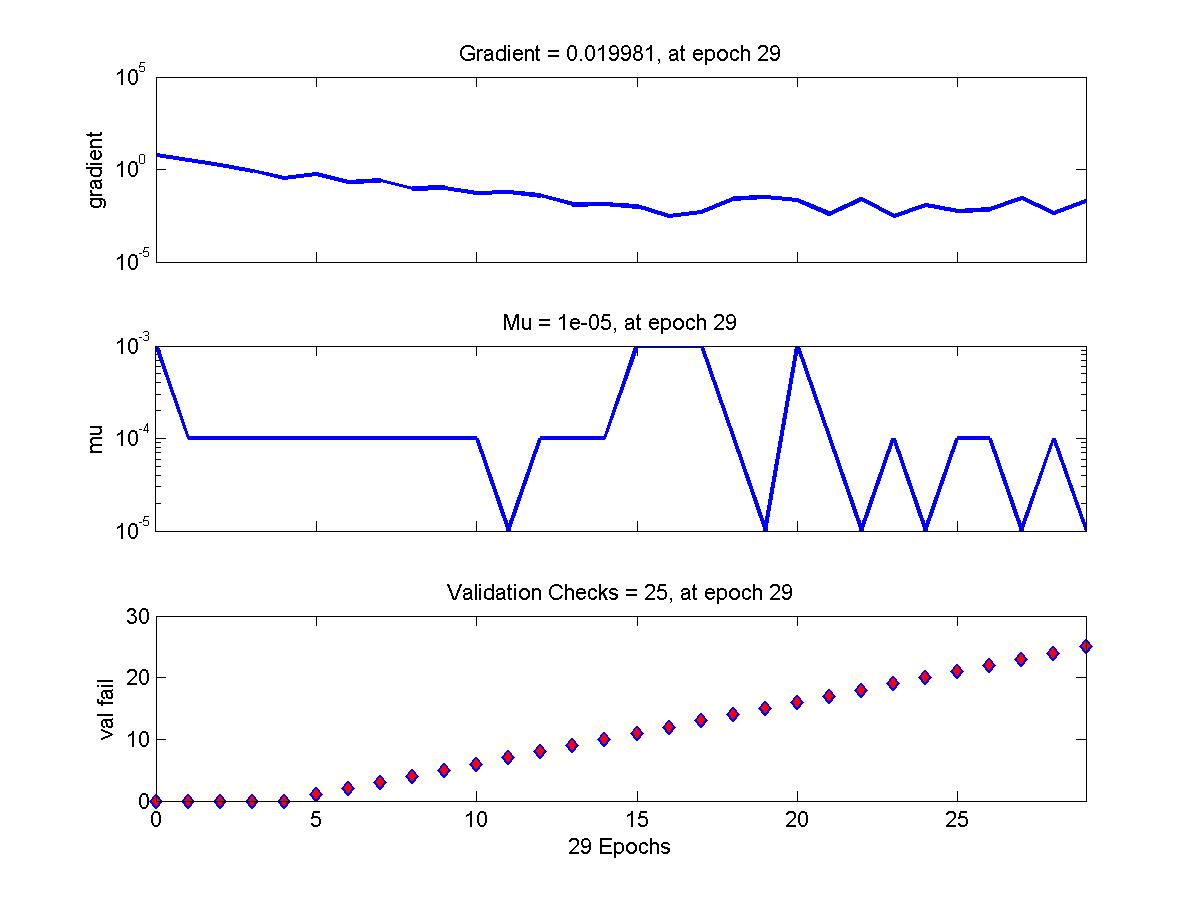 Gradient = 0.019981, at epoch 29
10^5
10^0
10^-5
gradient
Mu = 1e-05, at epoch 29
10^-3
10^-4
10^-5
mu
Validation Checks = 25, at epoch 29
30
20
10
0
val fail
0 5 10 15 20 25
29 Epochs